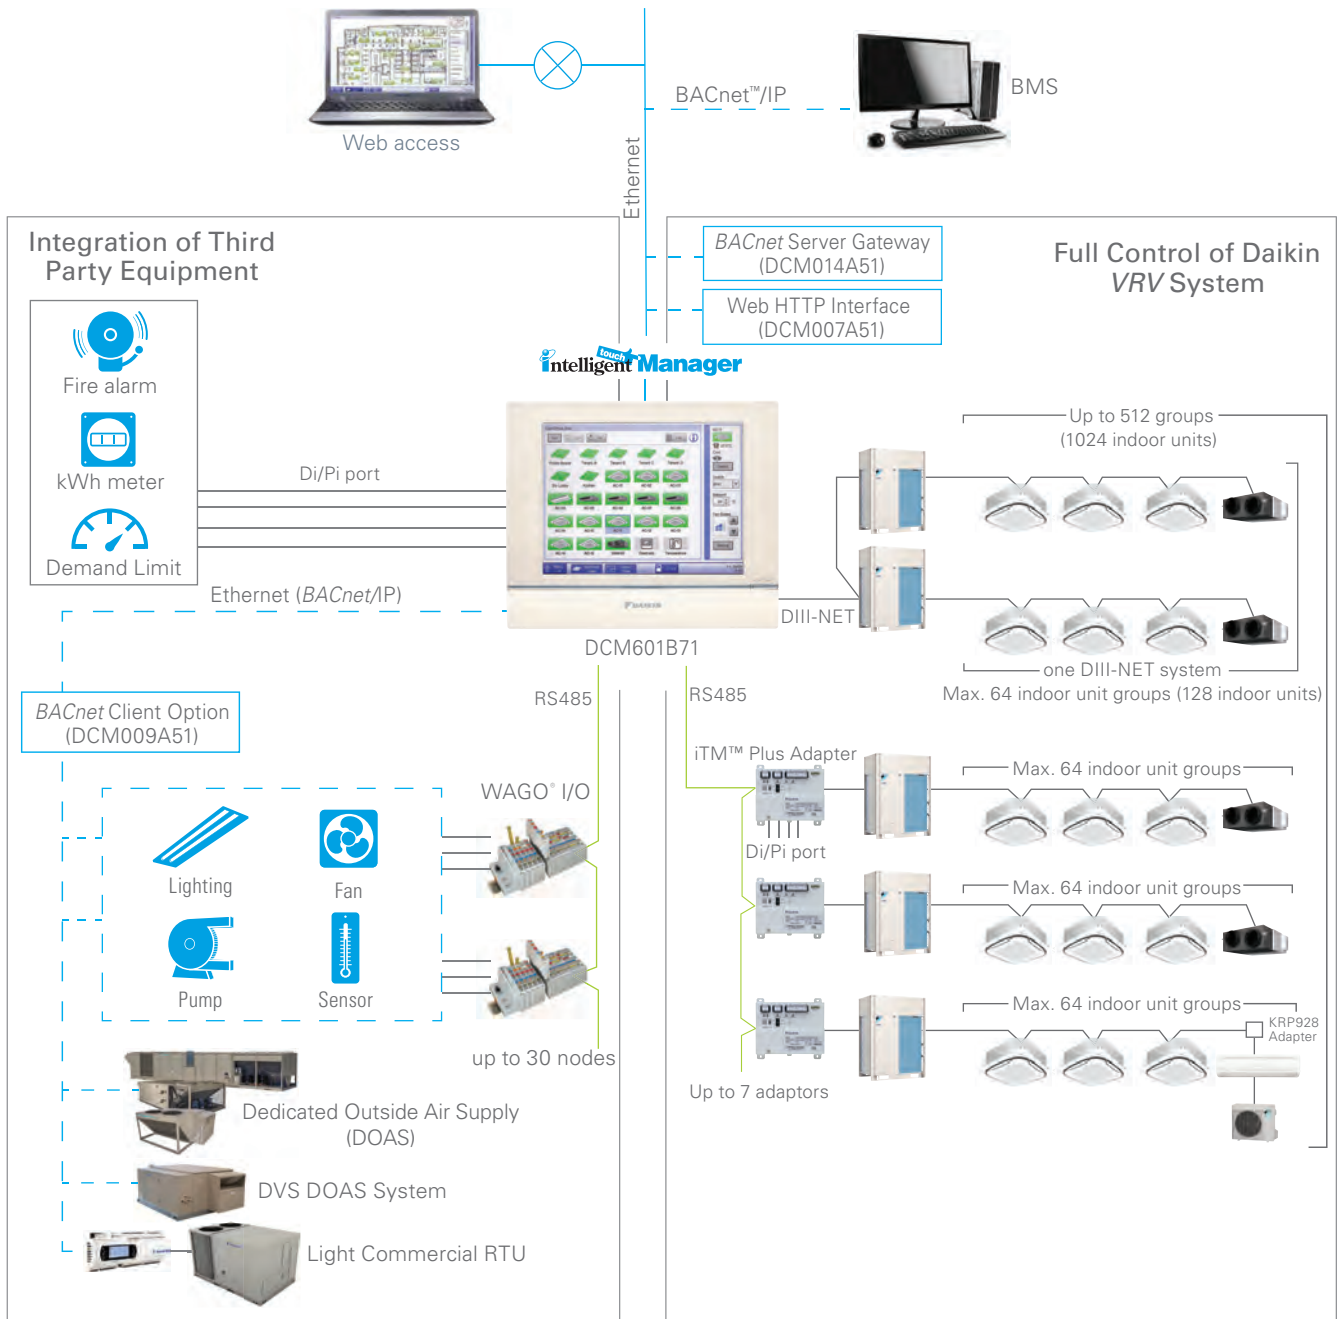 Web access
BACnet™/IP
BMS
Ethernet
Integration of Third
Party Equipment
BACnet Server Gateway
(DCM014A51)
Web HTTP Interface
(DCM007A51)
Full Control of Daikin
VRV System
intelligent touch Manager
Fire alarm
kWh meter
Demand Limit
Di/Pi port
Ethernet (BACnet/IP)
DAIKIN
DCM601B71
DIII-NET
Up to 512 groups
(1024 indoor units)
one DIII-NET system
Max. 64 indoor unit groups (128 indoor units)
RS485
RS485
BACnet Client Option
(DCM009A51)
WAGO® I/O
Lighting
Fan
Pump
Sensor
up to 30 nodes
iTM™ Plus Adapter
Di/Pi port
Max. 64 indoor unit groups
Max. 64 indoor unit groups
Max. 64 indoor unit groups
KRP928
Adapter
Up to 7 adaptors
Dedicated Outside Air Supply
(DOAS)
DVS DOAS System
Light Commercial RTU